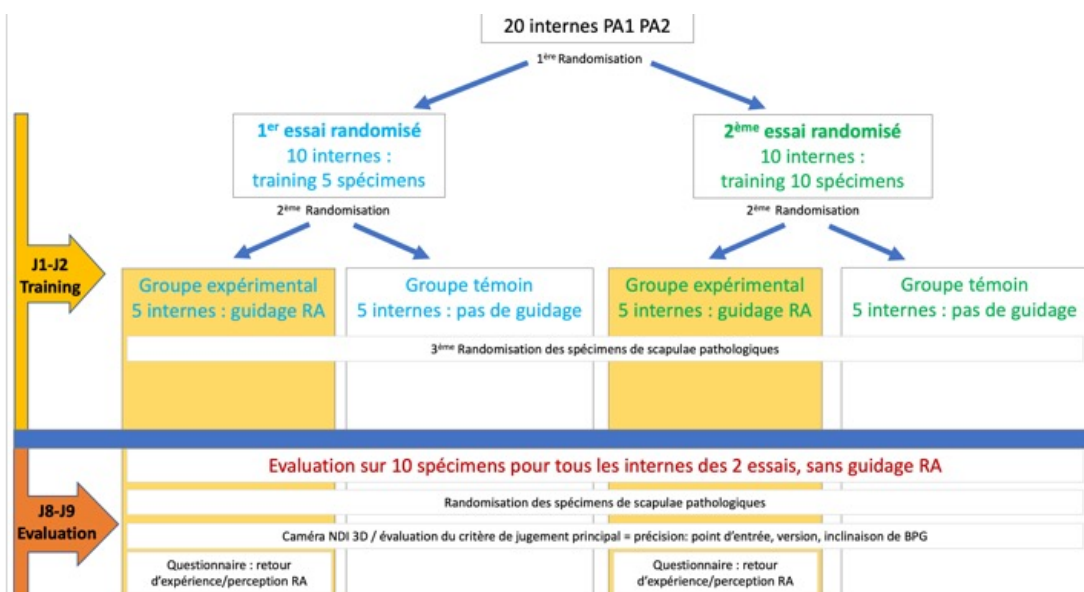 20 internes PA1 PA2
1ère Randomisation
1er essai randomisé
10 internes :
training 5 spécimens
2ème essai randomisé
10 internes :
training 10 spécimens
2ème Randomisation
2ème Randomisation
J1-J2
Training
Groupe expérimental
5 internes : guidage RA
Groupe témoin
5 internes : pas de guidage
Groupe expérimental
5 internes : guidage RA
Groupe témoin
5 internes : pas de guidage
3ème Randomisation des spécimens de scapulae pathologiques
Evaluation sur 10 spécimens pour tous les internes des 2 essais, sans guidage RA
J8-J9
Evaluation
Randomisation des spécimens de scapulae pathologiques
Caméra NDI 3D / évaluation du critère de jugement principal = précision: point d'entrée, version, inclinaison de BPG
Questionnaire : retour
d'expérience/perception RA
Questionnaire : retour
d'expérience/perception RA